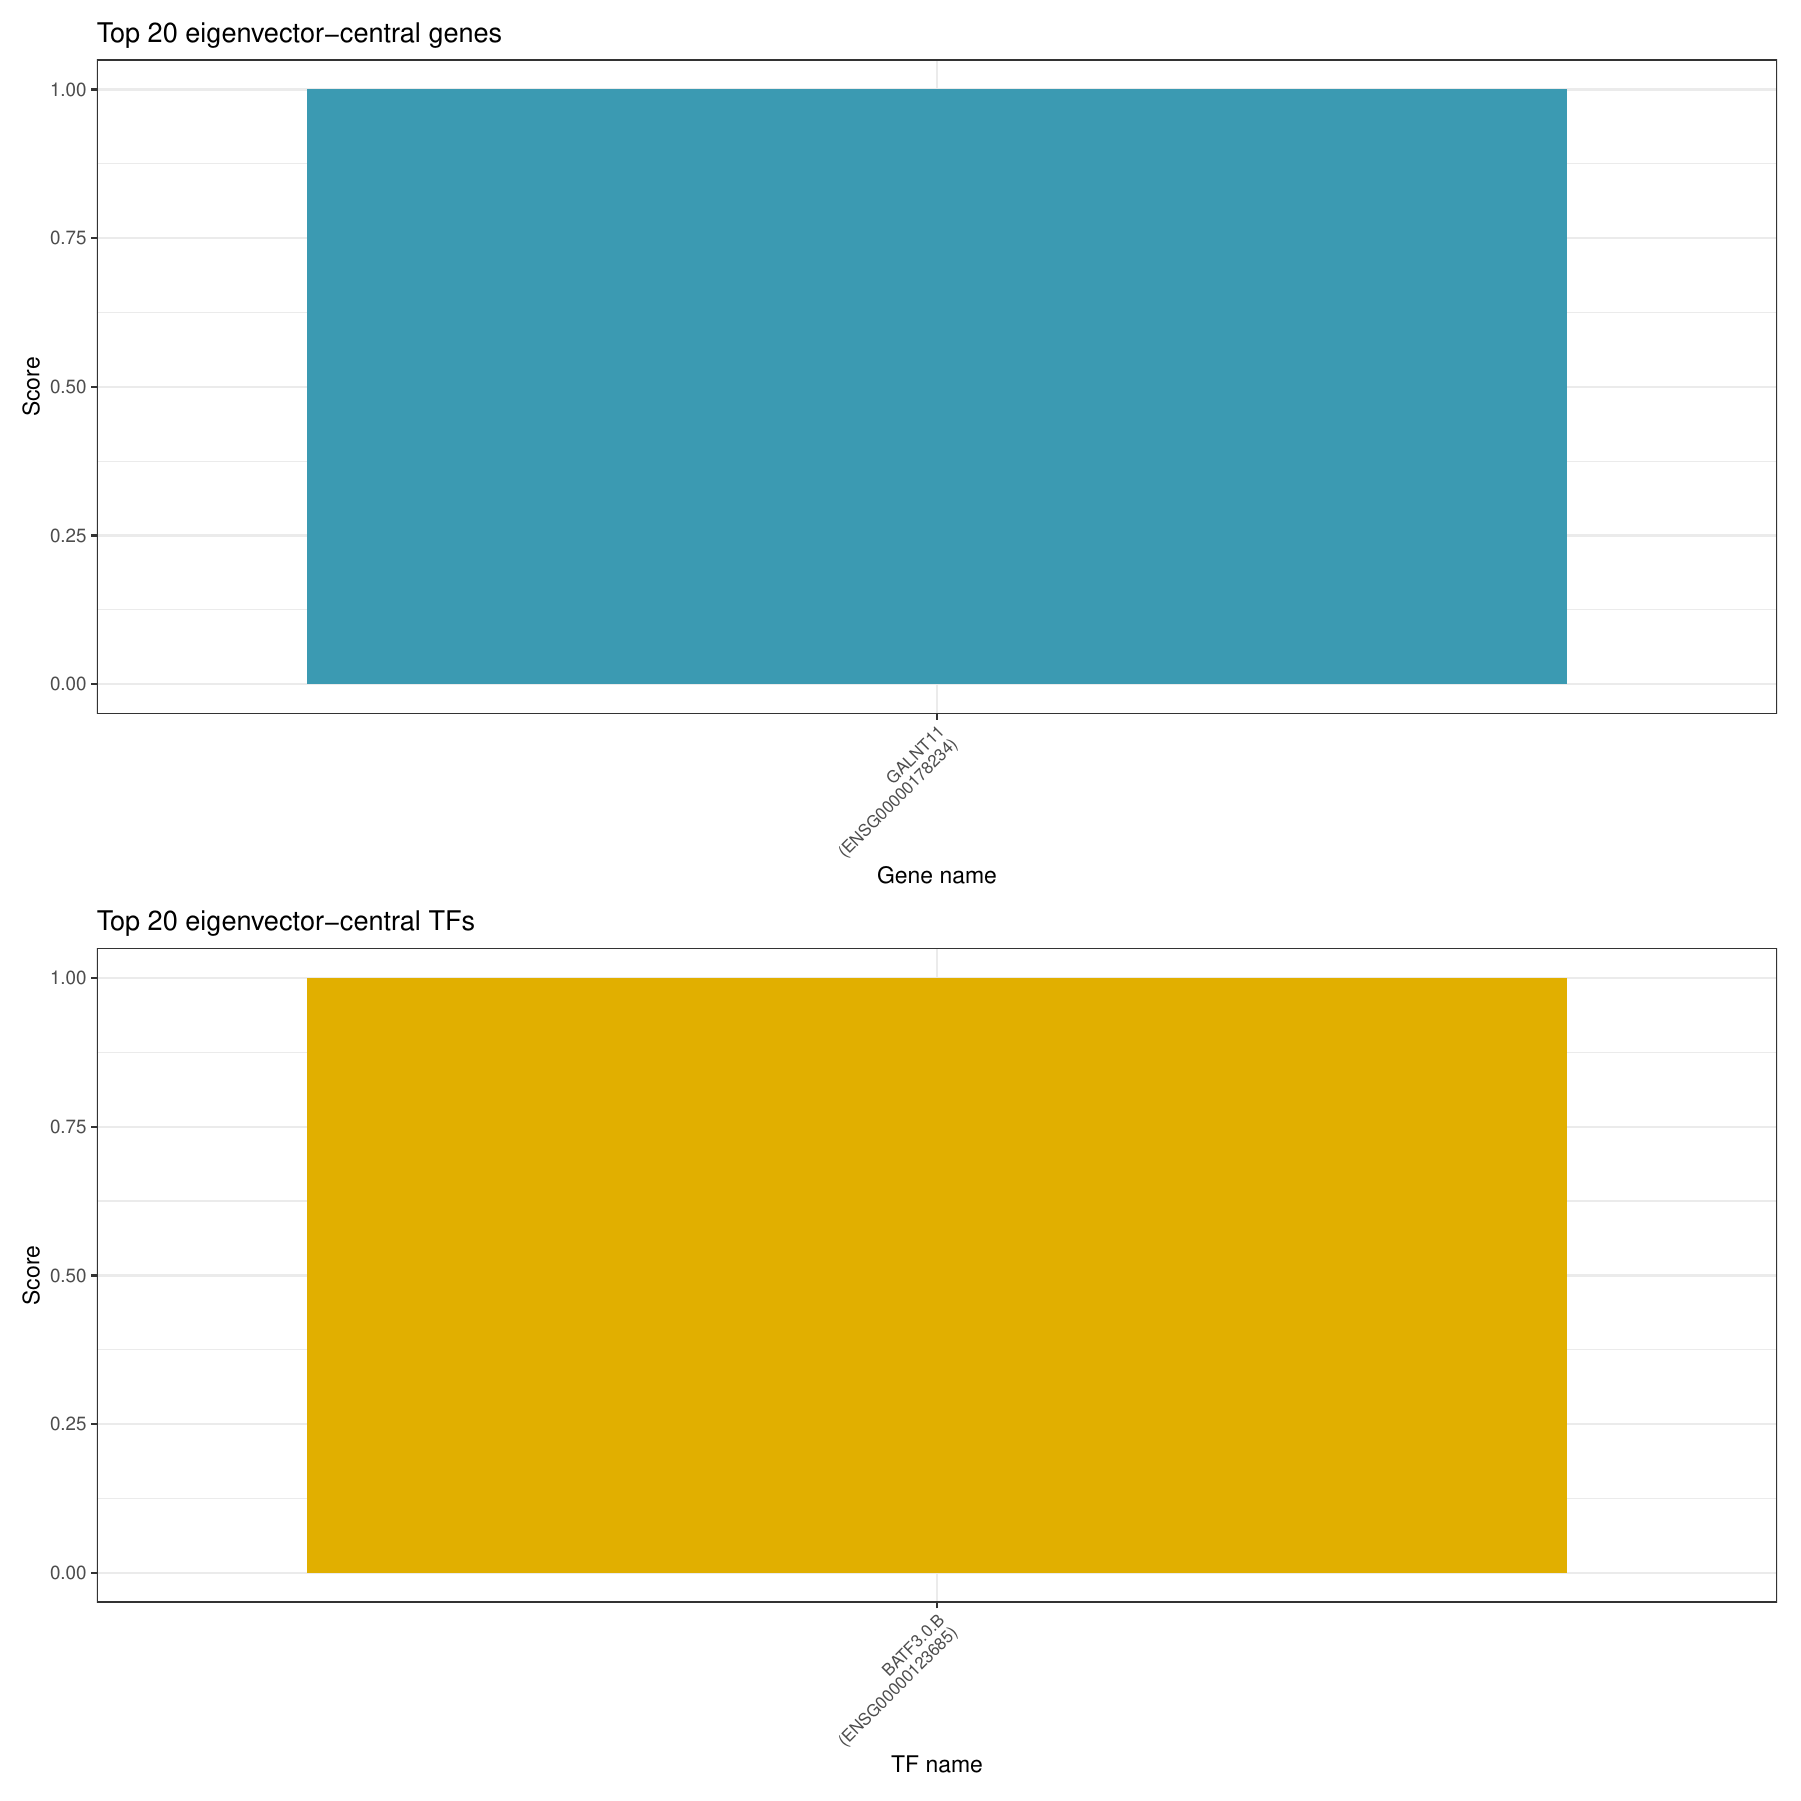 Top 20 eigenvector−central genes
1.00
0.75
0.50
0.25
0.00
Score
GALNT11
(ENSG00000178234)
Gene name
Top 20 eigenvector−central TFs
1.00
0.75
0.50
0.25
0.00
Score
BATF3.0.B
(ENSG00000123685)
TF name